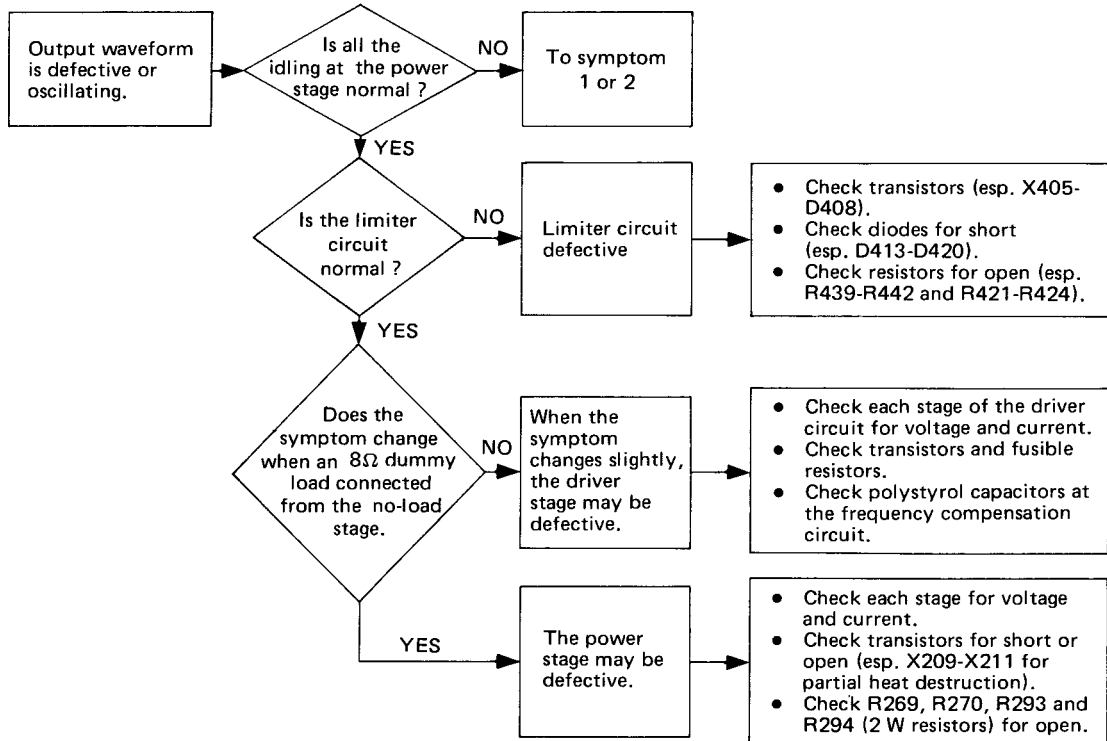 Output waveform
is defective or
oscillating.
Is all the
idling at the power
stage normal ?
NO
To symptom
1 or 2
YES
Is the limiter
circuit
normal ?
NO
Limiter circuit
defective
● Check transistors (esp. X405-
D408).
● Check diodes for short
(esp. D413-D420).
● Check resistors for open (esp.
R439-R442 and R421-R424).
YES
Does the
symptom change
when an 8Ω dummy
load connected
from the no-load
stage.
NO
When the
symptom
changes slightly,
the driver
stage may be
defective.
● Check each stage of the driver
circuit for voltage and current.
● Check transistors and fusible
resistors.
● Check polystyrol capacitors at
the frequency compensation
circuit.
YES
The power
stage may be
defective.
● Check each stage for voltage
and current.
● Check transistors for short or
open (esp. X209-X211 for
partial heat destruction).
● Check R269, R270, R293 and
R294 (2 W resistors) for open.